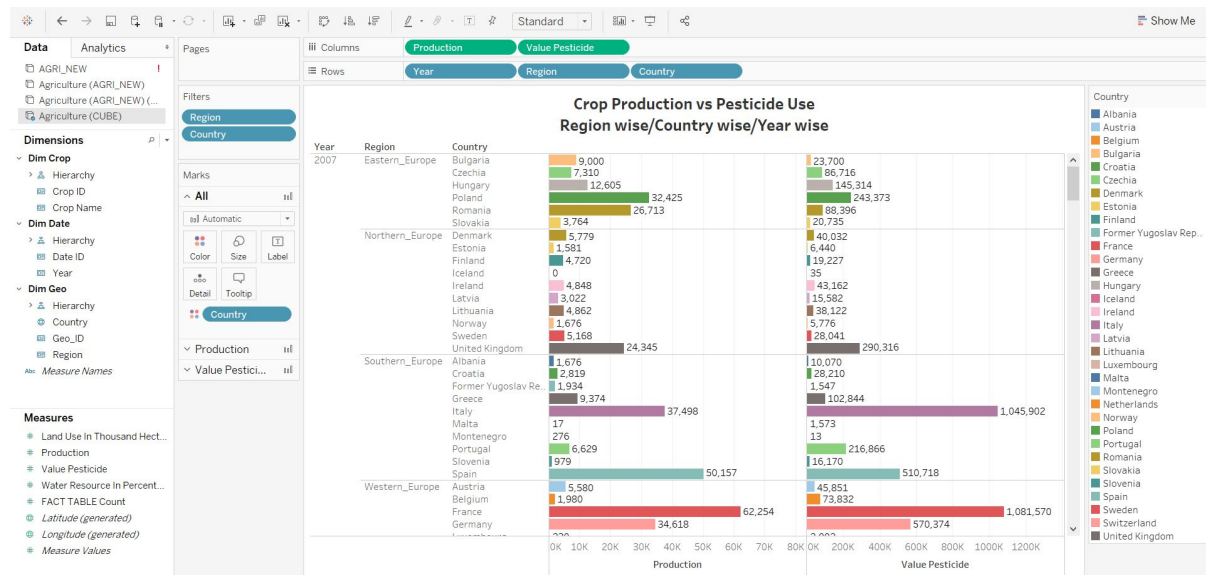 Standard
Show Me
Data
Analytics
AGRI_NEW
!
Agriculture (AGRI_NEW)
Agriculture (AGRI_NEW) (...
Agriculture (CUBE)
Dimensions
Dim Crop
Hierarchy
Crop ID
Crop Name
Dim Date
Hierarchy
Date ID
Year
Dim Geo
Hierarchy
Country
Geo_ID
Region
Abc Measure Names
Measures
Land Use In Thousand Hect...
Production
Value Pesticide
Water Resource In Percent...
FACT TABLE Count
Latitude (generated)
Longitude (generated)
Measure Values
Pages
Filters
Region
Country
Marks
All
Automatic
Color Size Label
Detail Tooltip
Country
Production
Value Pestici...
Columns Production Value Pesticide
Rows Year Region Country
Crop Production vs Pesticide Use
Region wise/Country wise/Year wise
Year Region Country
2007 Eastern_Europe Bulgaria 9,000 23,700
Czechia 7,310 86,716
Hungary 12,605 145,314
Poland 32,425 243,373
Romania 26,713 88,396
Slovakia 3,764 20,735
Northern_Europe Denmark 5,779 40,032
Estonia 1,581 6,440
Finland 4,720 19,227
Iceland 0 35
Ireland 4,848 43,162
Latvia 3,022 15,582
Lithuania 4,862 38,122
Norway 1,676 5,776
Sweden 5,168 28,041
United Kingdom 24,345 290,316
Southern_Europe Albania 1,676 10,070
Croatia 2,819 28,210
Former Yugoslav Re.. 1,934 1,547
Greece 9,374 102,844
Italy 37,498 1,045,902
Malta 17 1,573
Montenegro 276 13
Portugal 6,629 216,866
Slovenia 979 16,170
Spain 50,157 510,718
Western_Europe Austria 5,580 45,851
Belgium 1,980 73,832
France 62,254 1,081,570
Germany 34,618 570,374
0K 10K 20K 30K 40K 50K 60K 70K 80K 0K 200K 400K 600K 800K 1000K 1200K
Production Value Pesticide
Country
Albania
Austria
Belgium
Bulgaria
Croatia
Czechia
Denmark
Estonia
Finland
Former Yugoslav Rep..
France
Germany
Greece
Hungary
Iceland
Ireland
Italy
Latvia
Lithuania
Luxembourg
Malta
Montenegro
Netherlands
Norway
Poland
Portugal
Romania
Slovakia
Slovenia
Spain
Sweden
Switzerland
United Kingdom